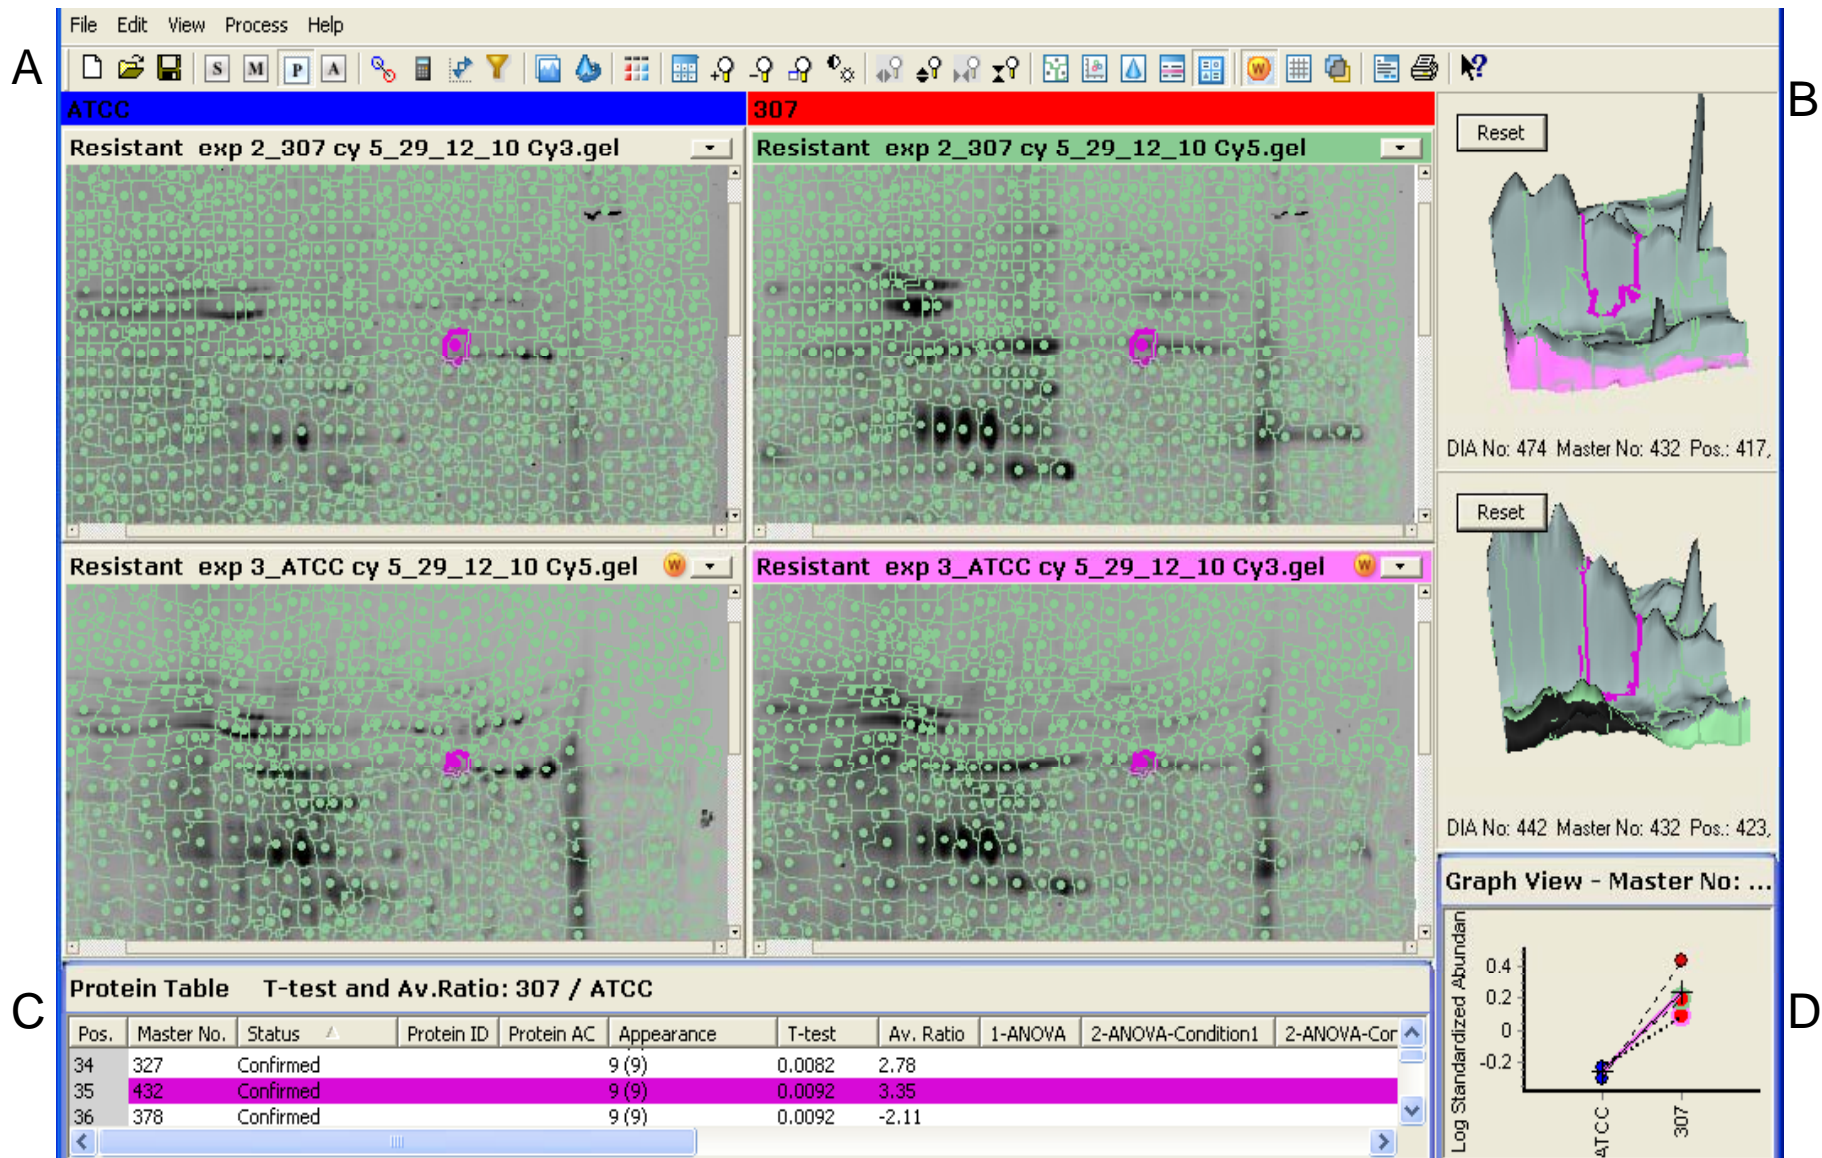 File Edit View Process Help
A
S M P A
W
B
ATCC
307
Resistant exp 2_307 cy 5_29_12_10 Cy3.gel
Resistant exp 2_307 cy 5_29_12_10 Cy5.gel
Reset
DIA No: 474 Master No: 432 Pos.: 417,
Resistant exp 3_ATCC cy 5_29_12_10 Cy5.gel W
Resistant exp 3_ATCC cy 5_29_12_10 Cy3.gel W
Reset
DIA No: 442 Master No: 432 Pos.: 423,
C
Protein Table T-test and Av.Ratio: 307 / ATCC
Pos. Master No. Status Protein ID Protein AC Appearance T-test Av. Ratio 1-ANOVA 2-ANOVA-Condition1 2-ANOVA-Cor
34 327 Confirmed 9 (9) 0.0082 2.78
35 432 Confirmed 9 (9) 0.0092 3.35
36 378 Confirmed 9 (9) 0.0092 -2.11
Graph View - Master No: ...
D
Log Standardized Abundan
0.4
0.2
0
-0.2
ATCC
307